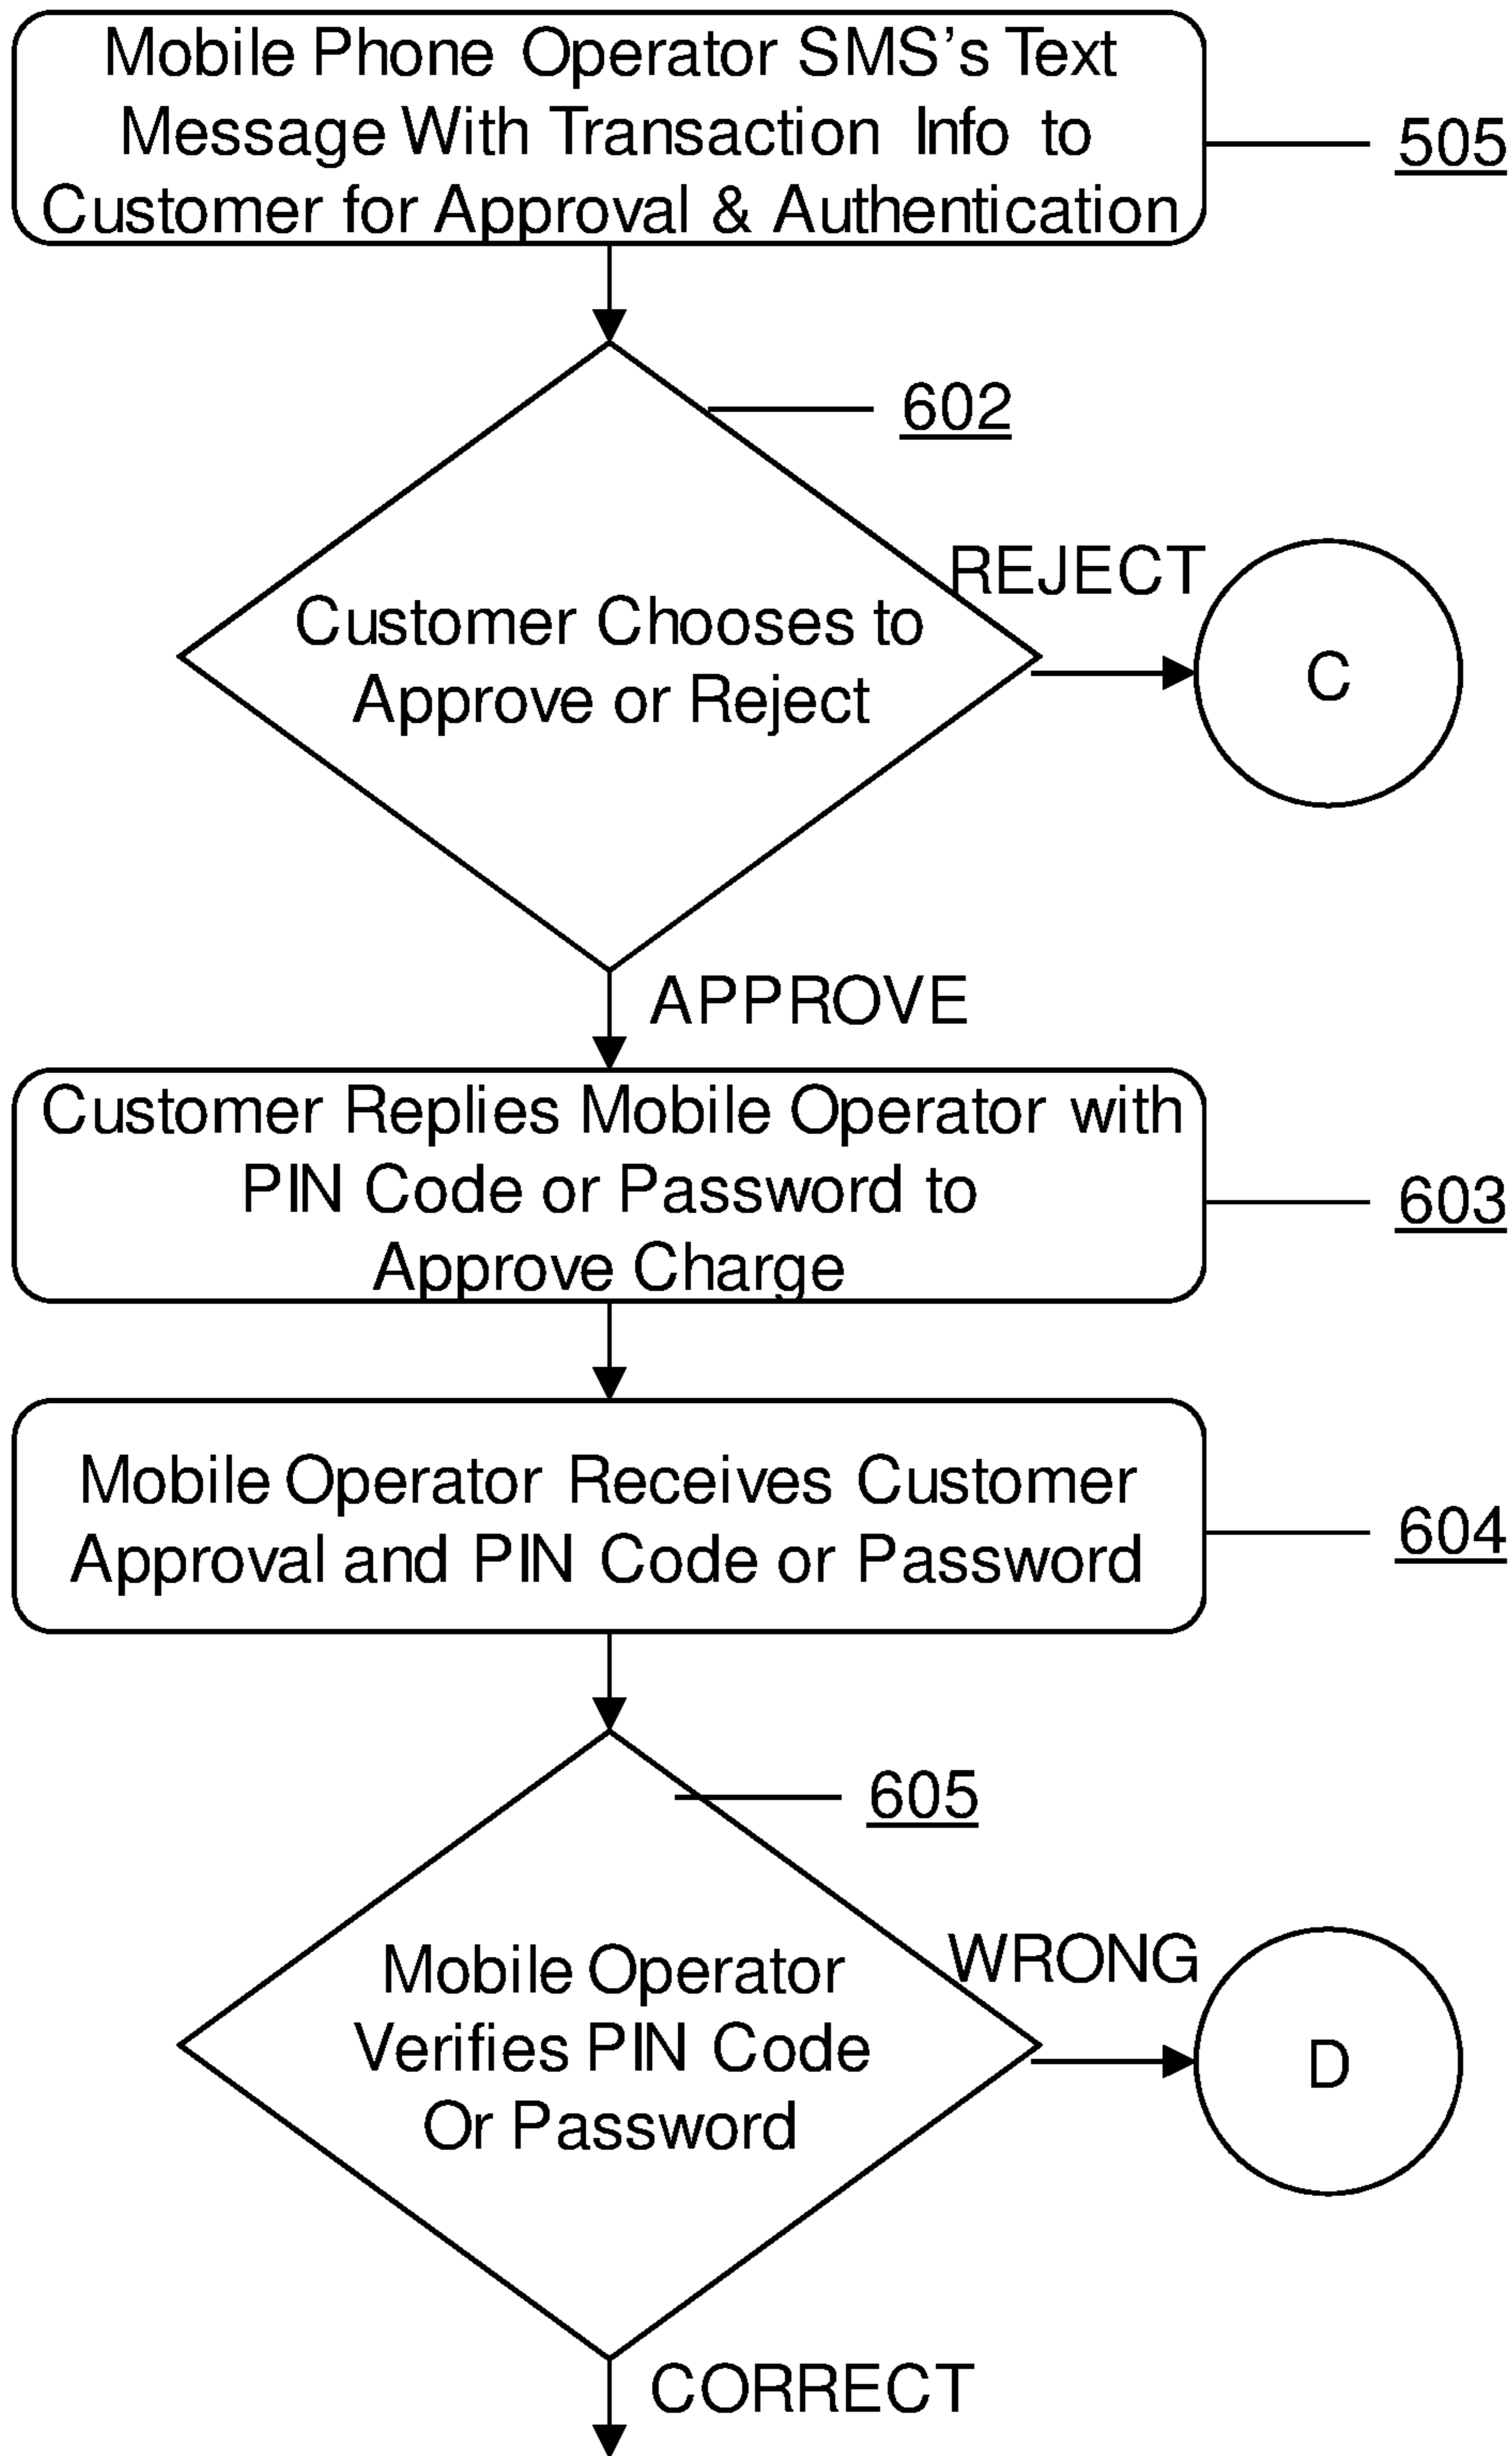 Mobile Phone Operator SMS's Text
Message With Transaction Info to
Customer for Approval & Authentication
505
602
REJECT
Customer Chooses to
Approve or Reject
C
APPROVE
Customer Replies Mobile Operator with
PIN Code or Password to
Approve Charge
603
Mobile Operator Receives Customer
Approval and PIN Code or Password
604
605
WRONG
Mobile Operator
Verifies PIN Code
Or Password
D
CORRECT